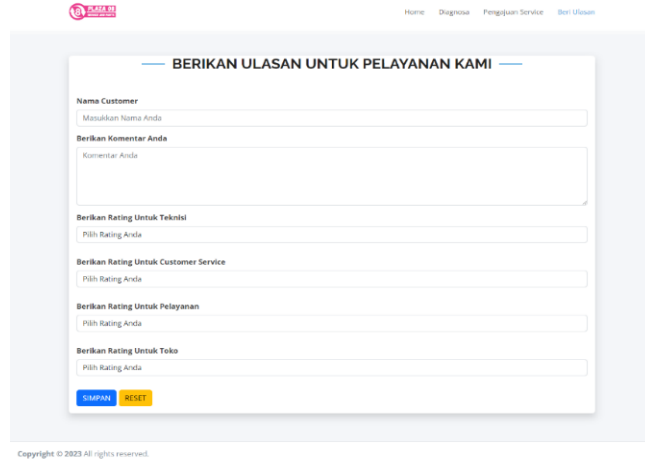 PLAZA 08
Home Diagnosa Pengajuan Service Beri Ulasan
BERIKAN ULASAN UNTUK PELAYANAN KAMI
Nama Customer
Masukkan Nama Anda
Berikan Komentar Anda
Komentar Anda
Berikan Rating Untuk Teknisi
Pilih Rating Anda
Berikan Rating Untuk Customer Service
Pilih Rating Anda
Berikan Rating Untuk Pelayanan
Pilih Rating Anda
Berikan Rating Untuk Toko
Pilih Rating Anda
SIMPAN RESET
Copyright © 2023 All rights reserved.